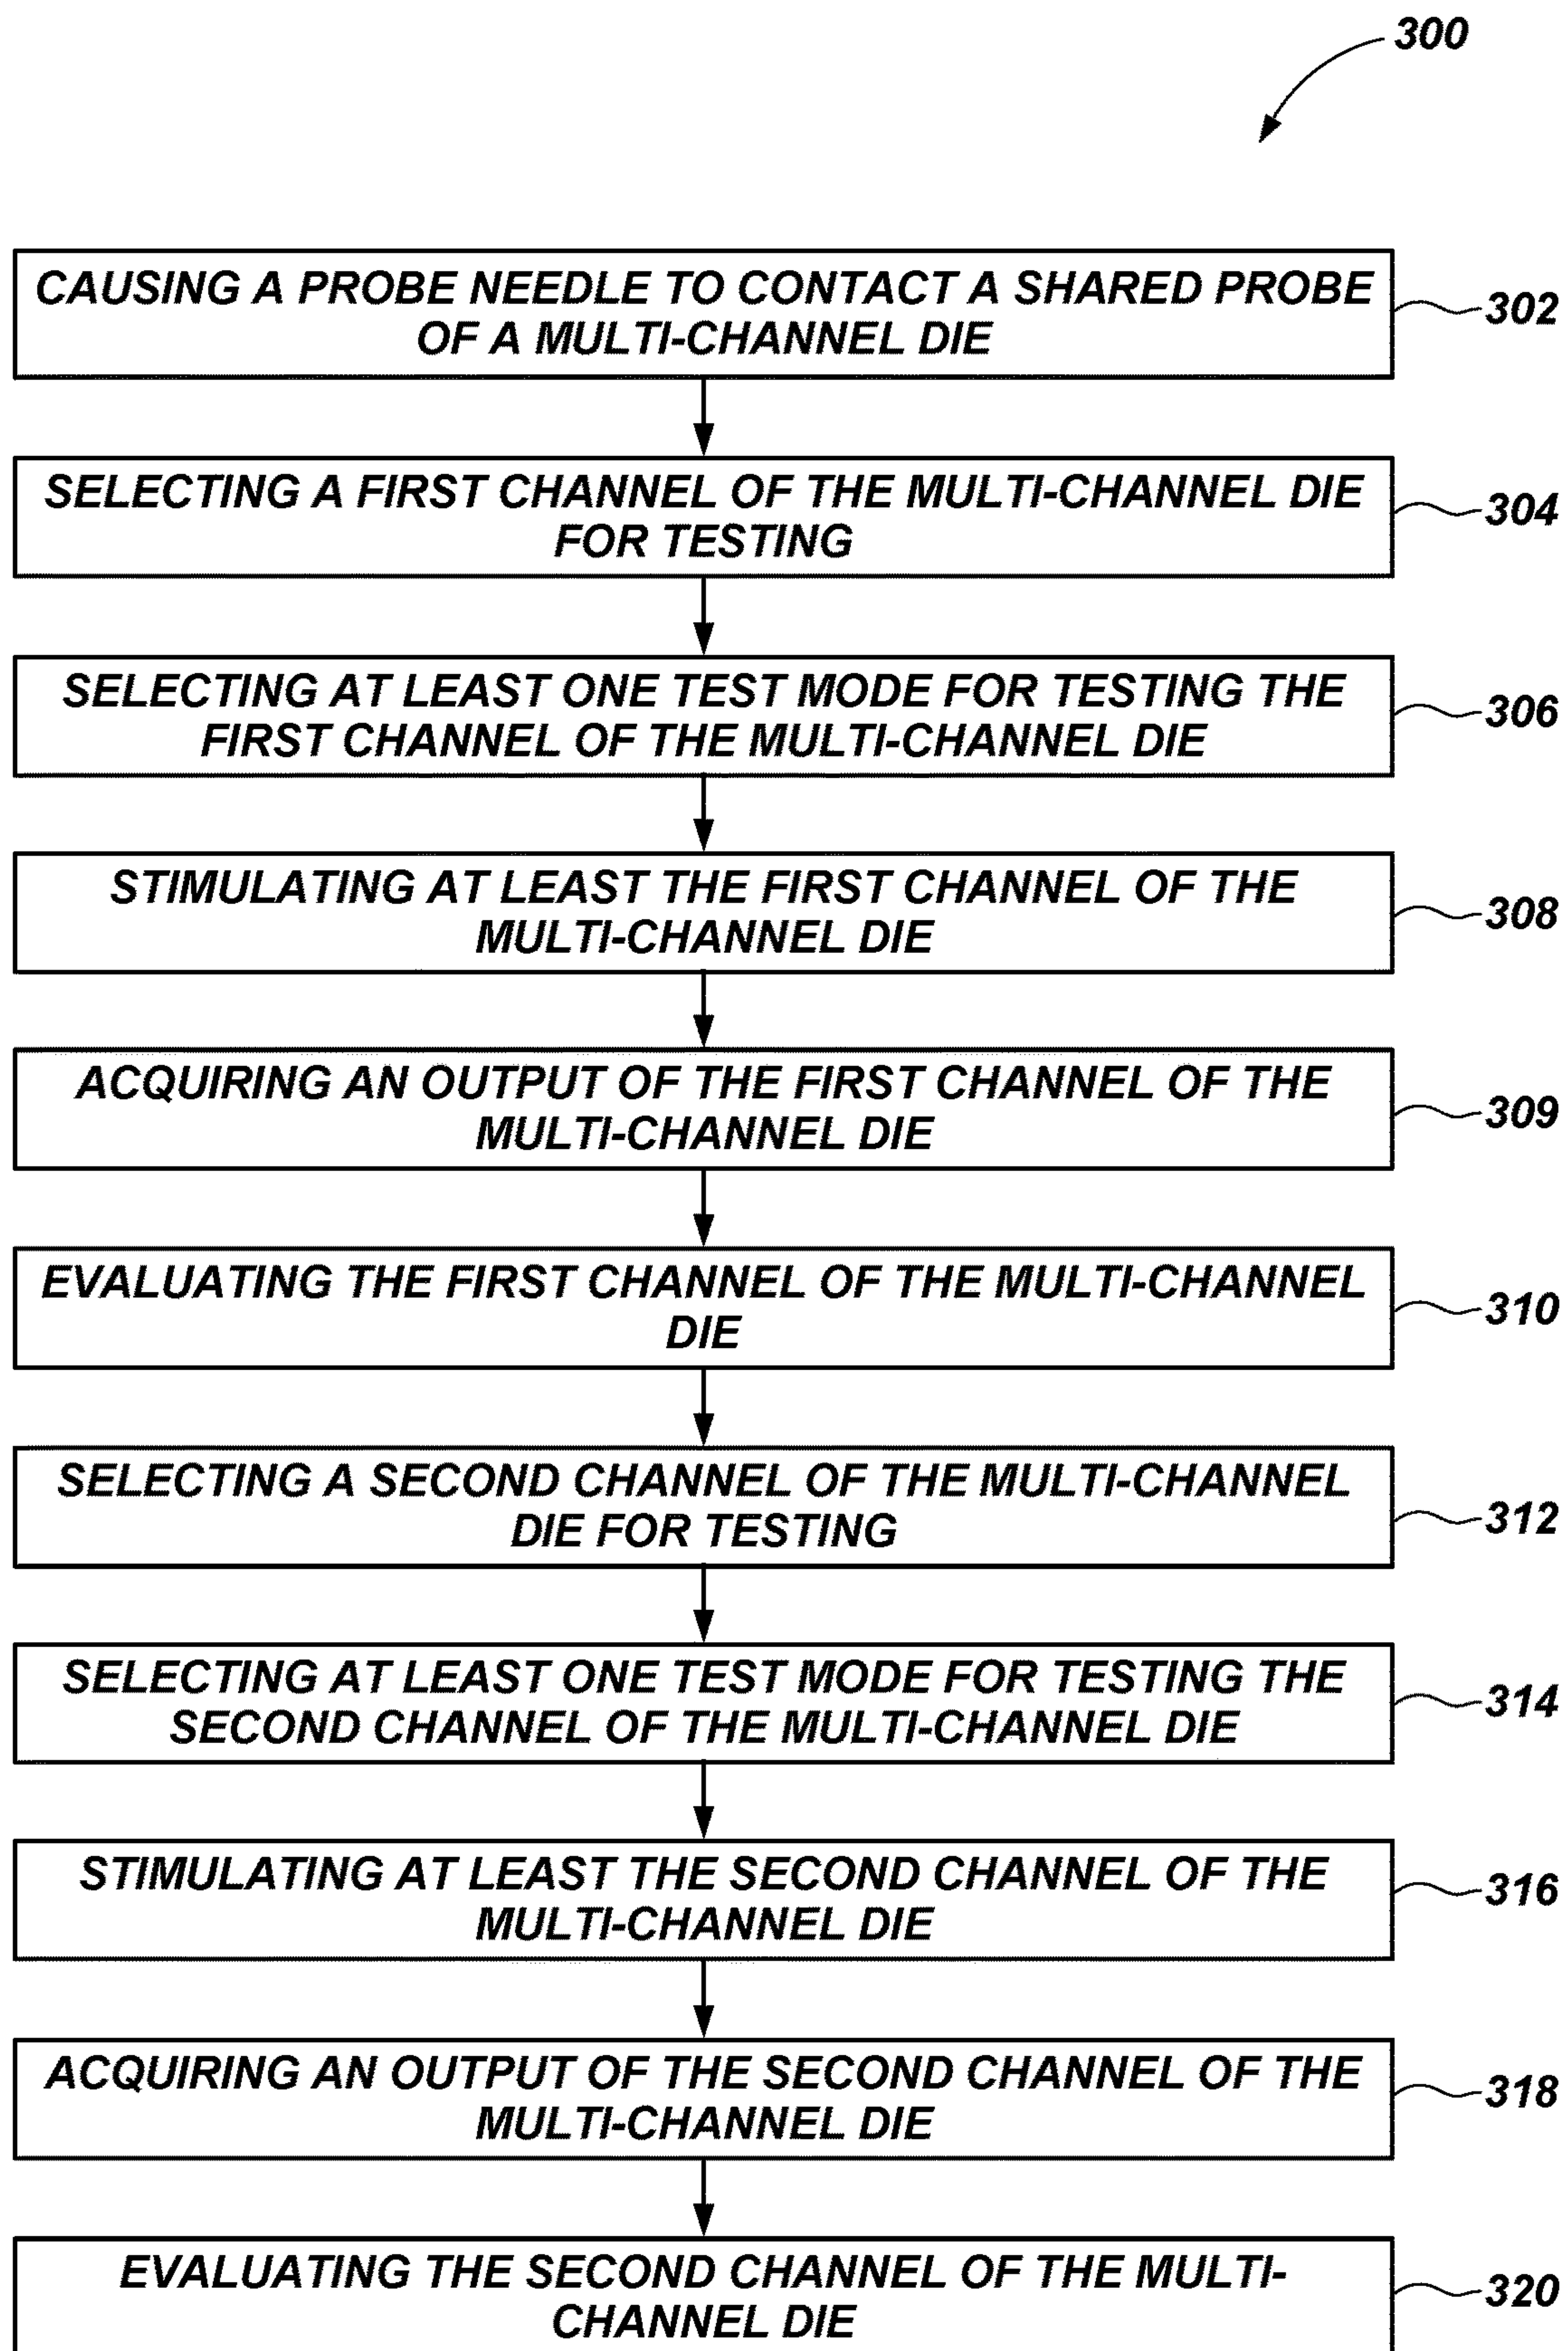 300
CAUSING A PROBE NEEDLE TO CONTACT A SHARED PROBE
OF A MULTI-CHANNEL DIE
302
SELECTING A FIRST CHANNEL OF THE MULTI-CHANNEL DIE
FOR TESTING
304
SELECTING AT LEAST ONE TEST MODE FOR TESTING THE
FIRST CHANNEL OF THE MULTI-CHANNEL DIE
306
STIMULATING AT LEAST THE FIRST CHANNEL OF THE
MULTI-CHANNEL DIE
308
ACQUIRING AN OUTPUT OF THE FIRST CHANNEL OF THE
MULTI-CHANNEL DIE
309
EVALUATING THE FIRST CHANNEL OF THE MULTI-CHANNEL
DIE
310
SELECTING A SECOND CHANNEL OF THE MULTI-CHANNEL
DIE FOR TESTING
312
SELECTING AT LEAST ONE TEST MODE FOR TESTING THE
SECOND CHANNEL OF THE MULTI-CHANNEL DIE
314
STIMULATING AT LEAST THE SECOND CHANNEL OF THE
MULTI-CHANNEL DIE
316
ACQUIRING AN OUTPUT OF THE SECOND CHANNEL OF THE
MULTI-CHANNEL DIE
318
EVALUATING THE SECOND CHANNEL OF THE MULTI-
CHANNEL DIE
320